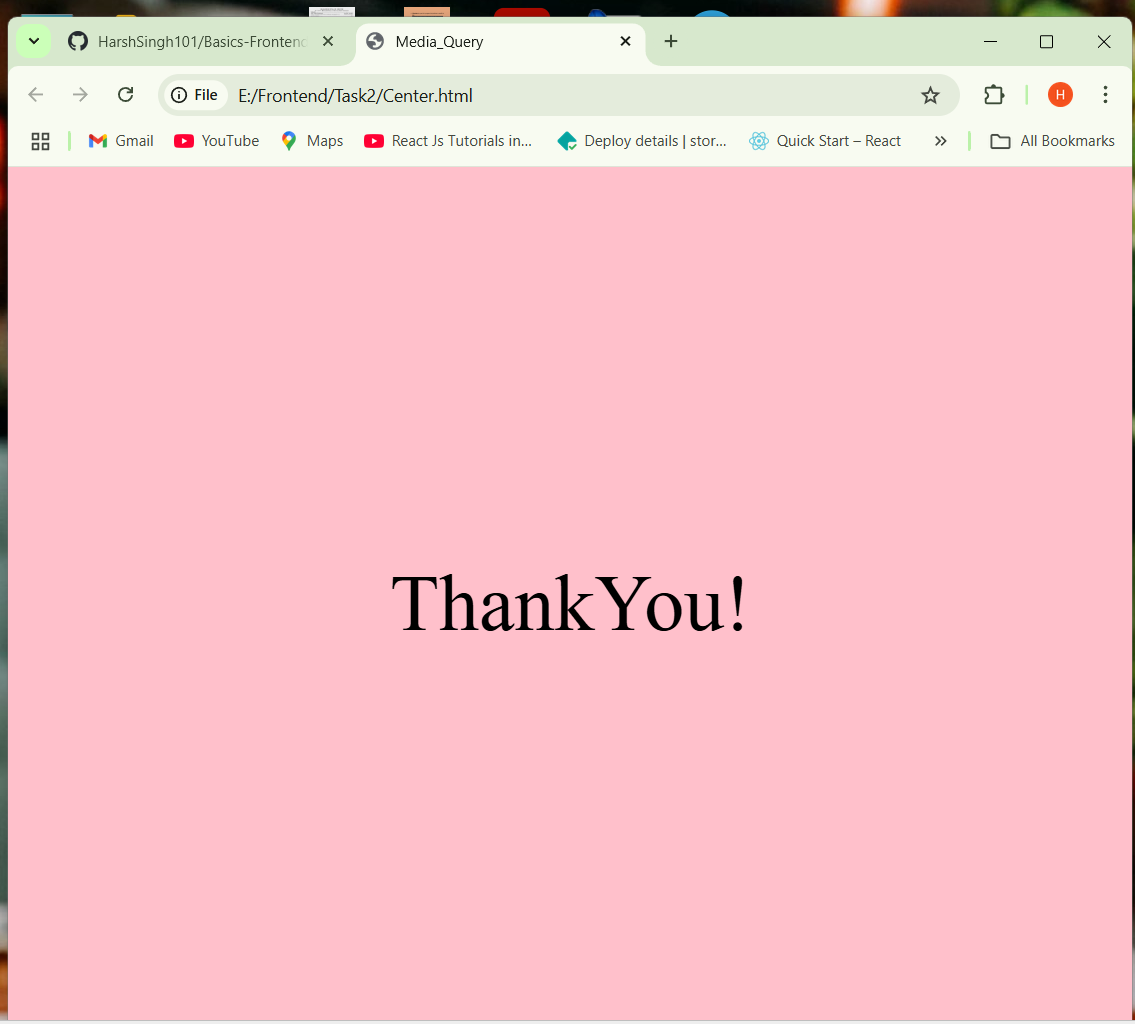 HarshSingh101/Basics-Frontend
Media_Query
File
E:/Frontend/Task2/Center.html
H
Gmail
YouTube
Maps
React Js Tutorials in...
Deploy details | stor...
Quick Start – React
All Bookmarks
ThankYou!